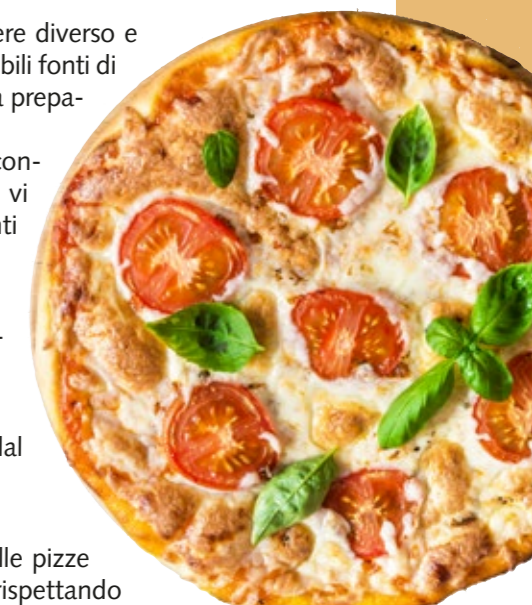 ere diverso e
bili fonti di
a prepa-
con-
vi
ti
-
dal
lle pizze
rispettando